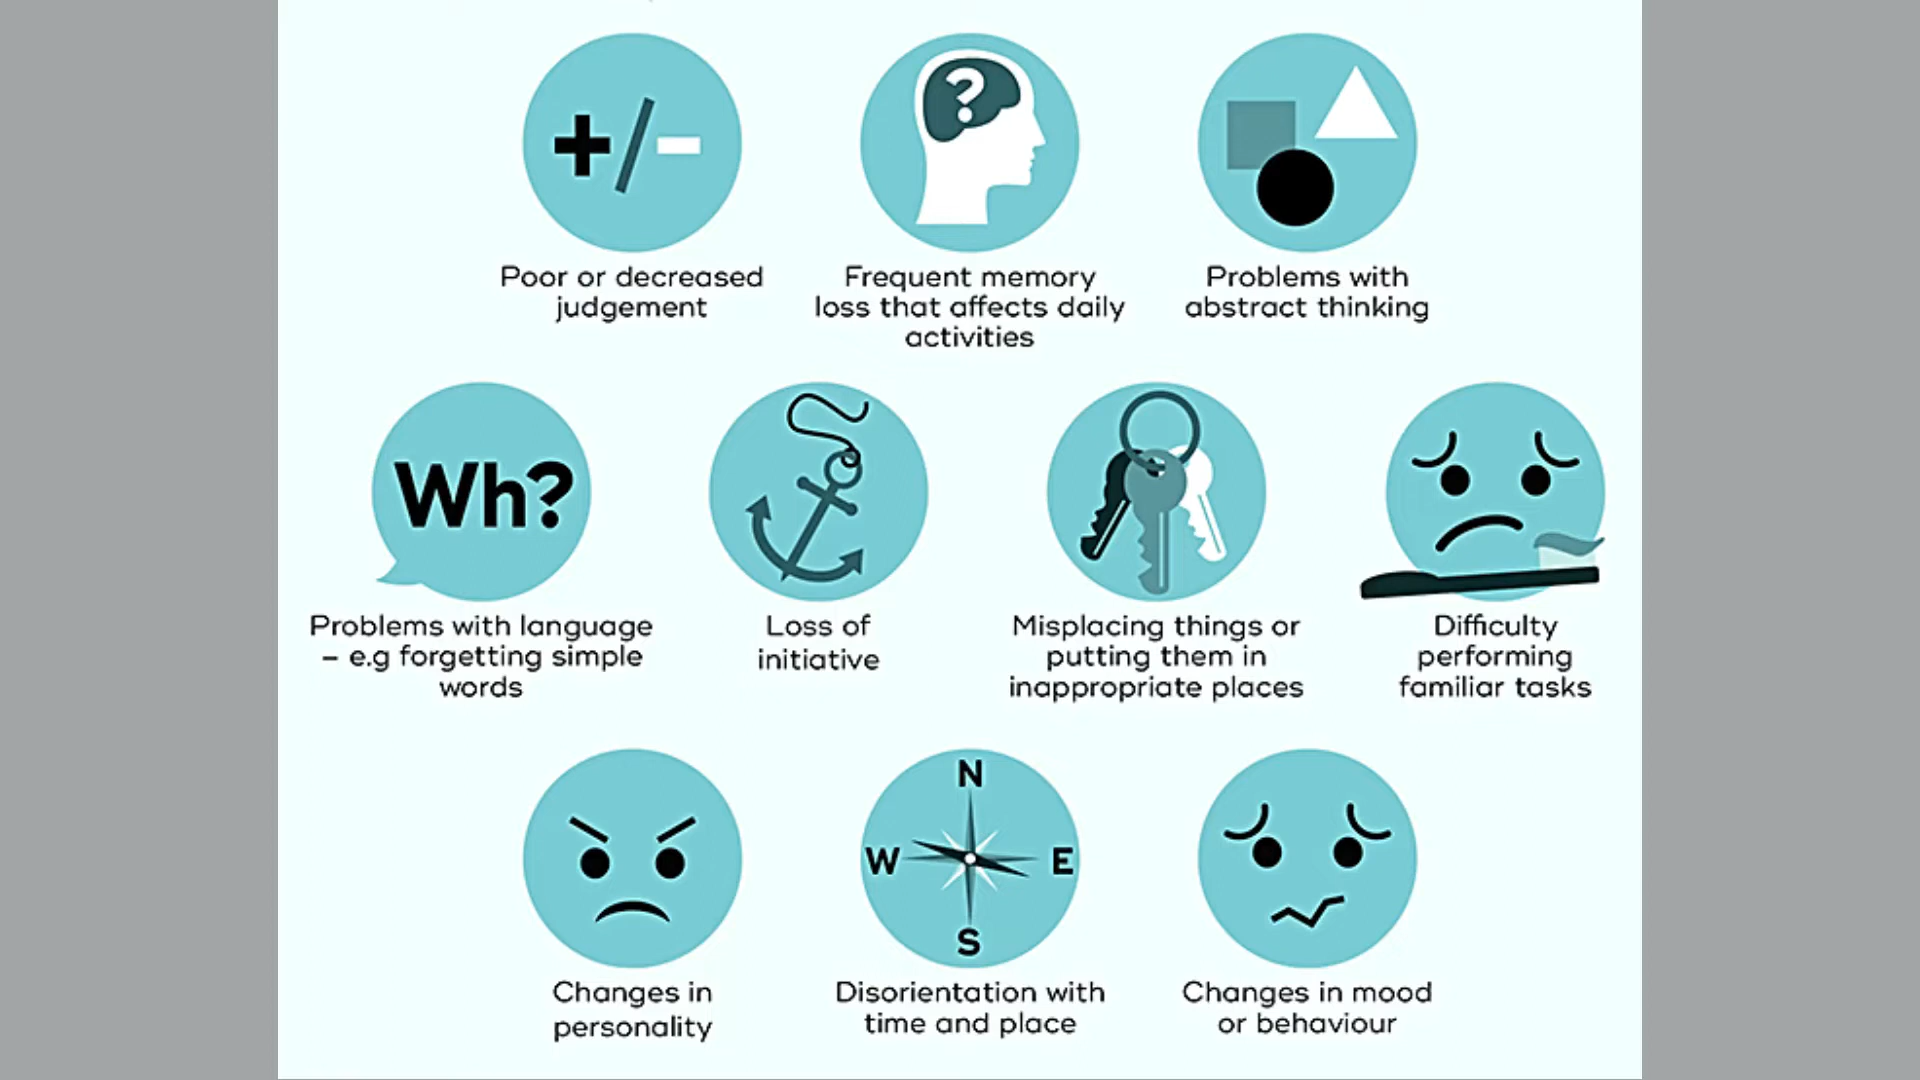 +/-
?
Poor or decreased
judgement
Frequent memory
loss that affects daily
activities
Problems with
abstract thinking
Wh?
Problems with language
– e.g forgetting simple
words
Loss of
initiative
Misplacing things or
putting them in
inappropriate places
Difficulty
performing
familiar tasks
Changes in
personality
N
W E
S
Disorientation with
time and place
Changes in mood
or behaviour